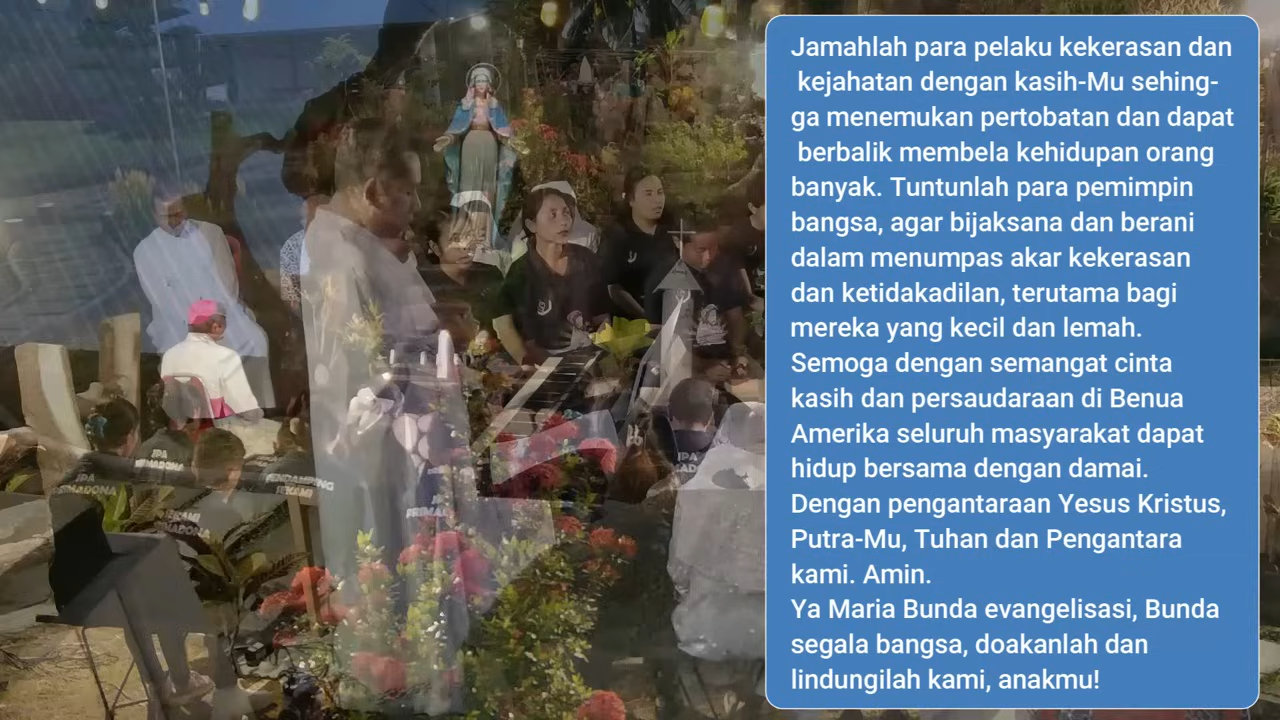 Jamahlah para pelaku kekerasan dan
kejahatan dengan kasih-Mu sehing-
ga menemukan pertobatan dan dapat
berbalik membela kehidupan orang
banyak. Tuntunlah para pemimpin
bangsa, agar bijaksana dan berani
dalam menumpas akar kekerasan
dan ketidakadilan, terutama bagi
mereka yang kecil dan lemah.
Semoga dengan semangat cinta
kasih dan persaudaraan di Benua
Amerika seluruh masyarakat dapat
hidup bersama dengan damai.
Dengan pengantaraan Yesus Kristus,
Putra-Mu, Tuhan dan Pengantara
kami. Amin.
Ya Maria Bunda evangelisasi, Bunda
segala bangsa, doakanlah dan
lindungilah kami, anakmu!
JPA
PENDAMPING
SEKAMI
JPA